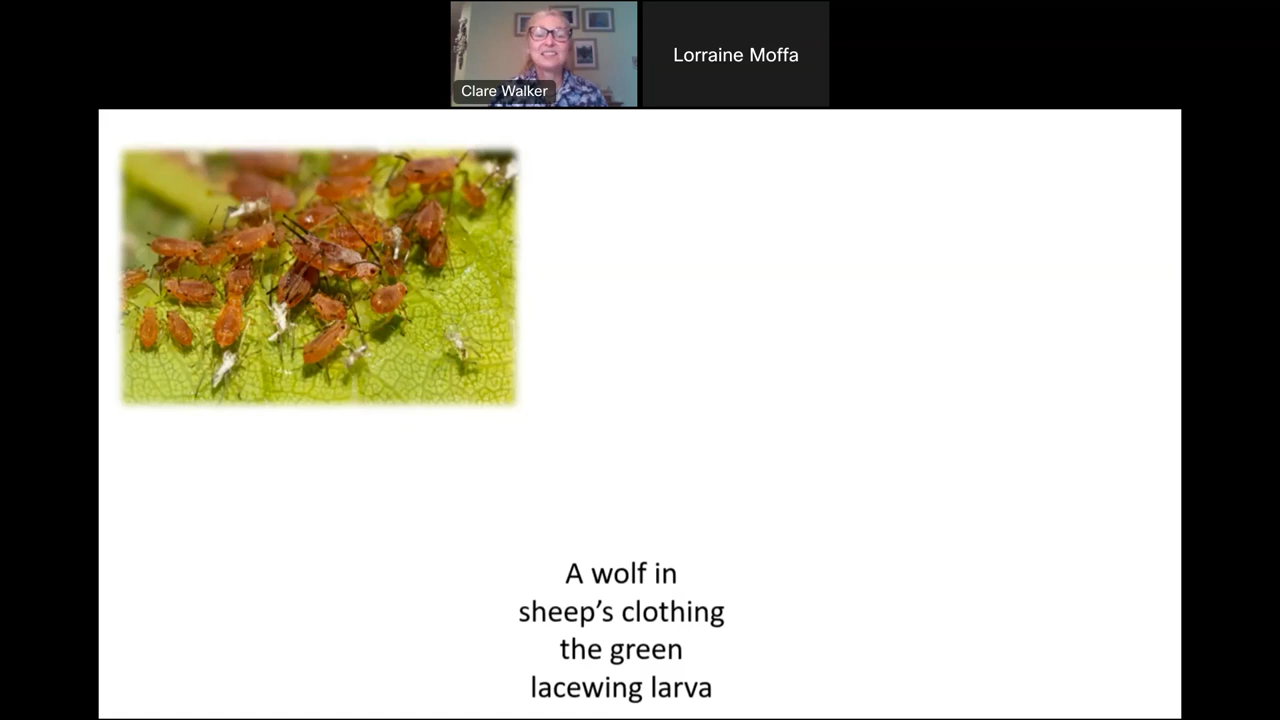 Clare Walker
Lorraine Moffa
A wolf in
sheep’s clothing
the green
lacewing larva